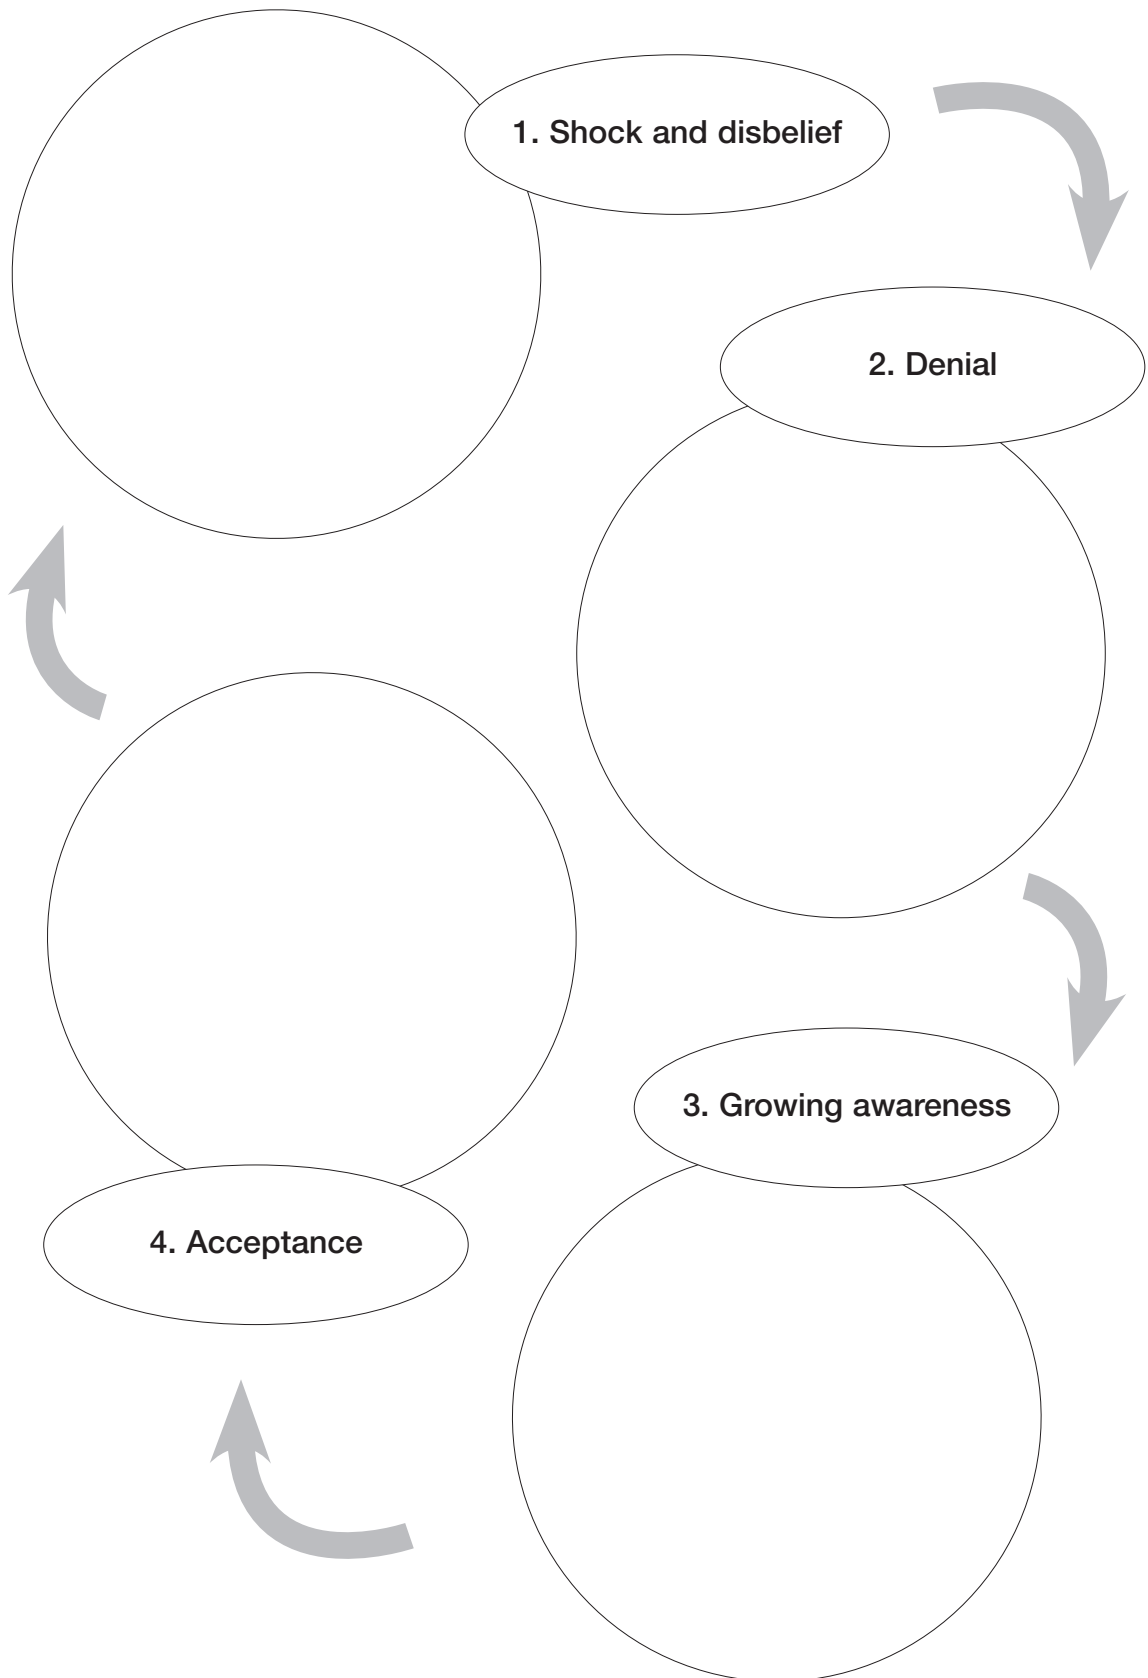 1. Shock and disbelief
2. Denial
3. Growing awareness
4. Acceptance